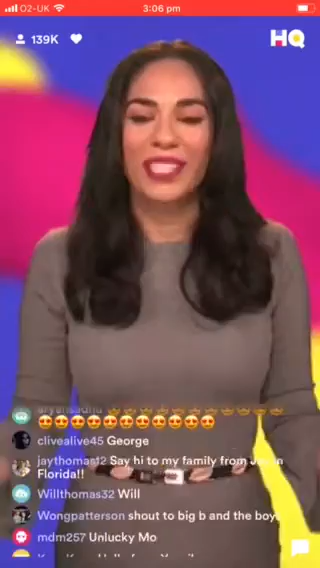 O2-UK 3:06 pm
139K HQ
clivealive45 George
jaythomas12 Say hi to my family from
Florida!!
Willthomas32 Will
Wongpatterson shout to big b and the boy
mdm257 Unlucky Mo